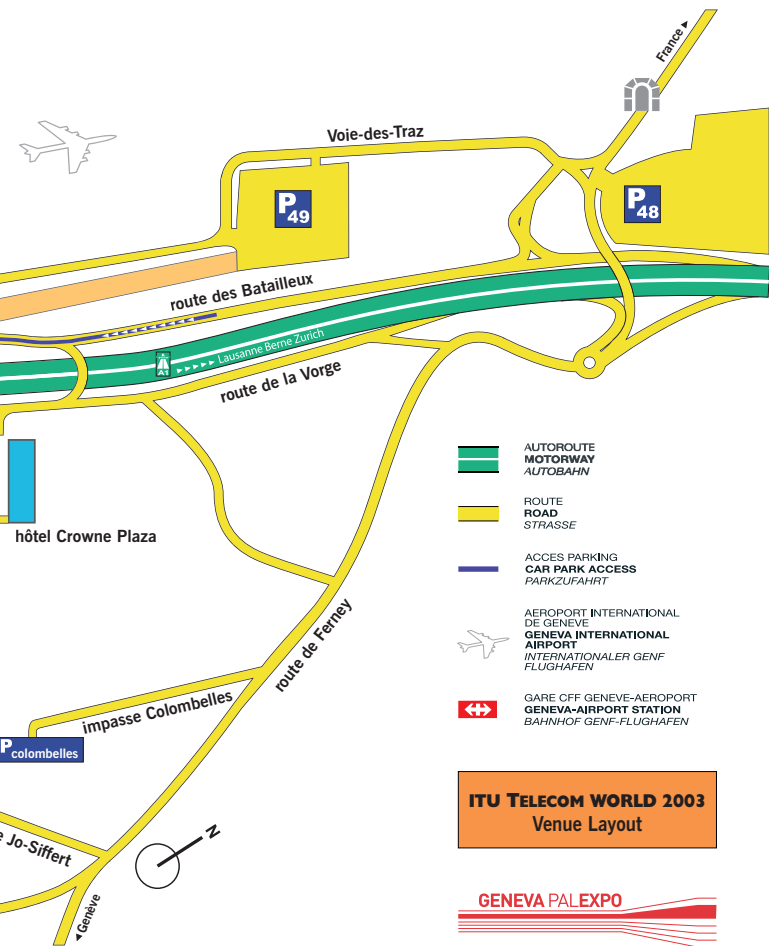 France
Voie-des-Traz
P
49
P
48
route des Batailleux
A1
Lausanne Berne Zurich
route de la Vorge
hôtel Crowne Plaza
route de Ferney
impasse Colombelles
P colombelles
e Jo-Siffert
N
Genève
AUTOROUTE
MOTORWAY
AUTOBAHN
ROUTE
ROAD
STRASSE
ACCES PARKING
CAR PARK ACCESS
PARKZUFAHRT
AEROPORT INTERNATIONAL
DE GENEVE
GENEVA INTERNATIONAL
AIRPORT
INTERNATIONALER GENF
FLUGHAFEN
GARE CFF GENEVE-AEROPORT
GENEVA-AIRPORT STATION
BAHNHOF GENF-FLUGHAFEN
ITU TELECOM WORLD 2003
Venue Layout
GENEVA PALEXPO